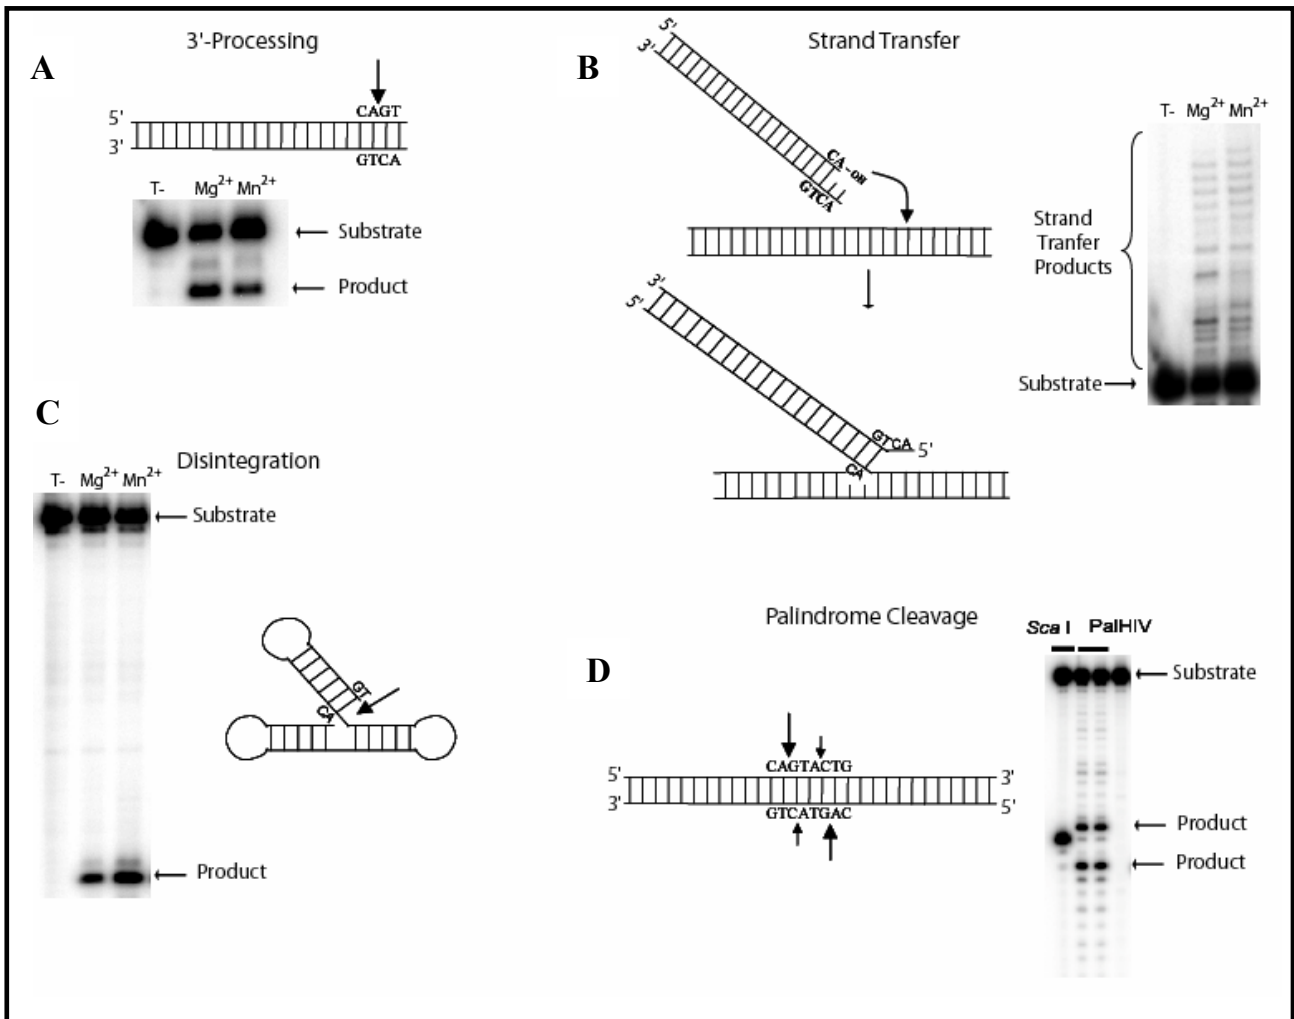 A
3'-Processing
CAGT
5'
3'
GTCA
T- Mg2+ Mn2+
Substrate
Product
B
Strand Transfer
5'
3'
CA-OH
GTCA
3'
5'
GTCA 5'
CA
T- Mg2+ Mn2+
Strand
Tranfer
Products
Substrate
C
Disintegration
T- Mg2+ Mn2+
Substrate
Product
GT
CA
D
Palindrome Cleavage
CAGTACTG
5' 3'
3' 5'
GTCATGAC
Sca I PalHIV
Substrate
Product
Product